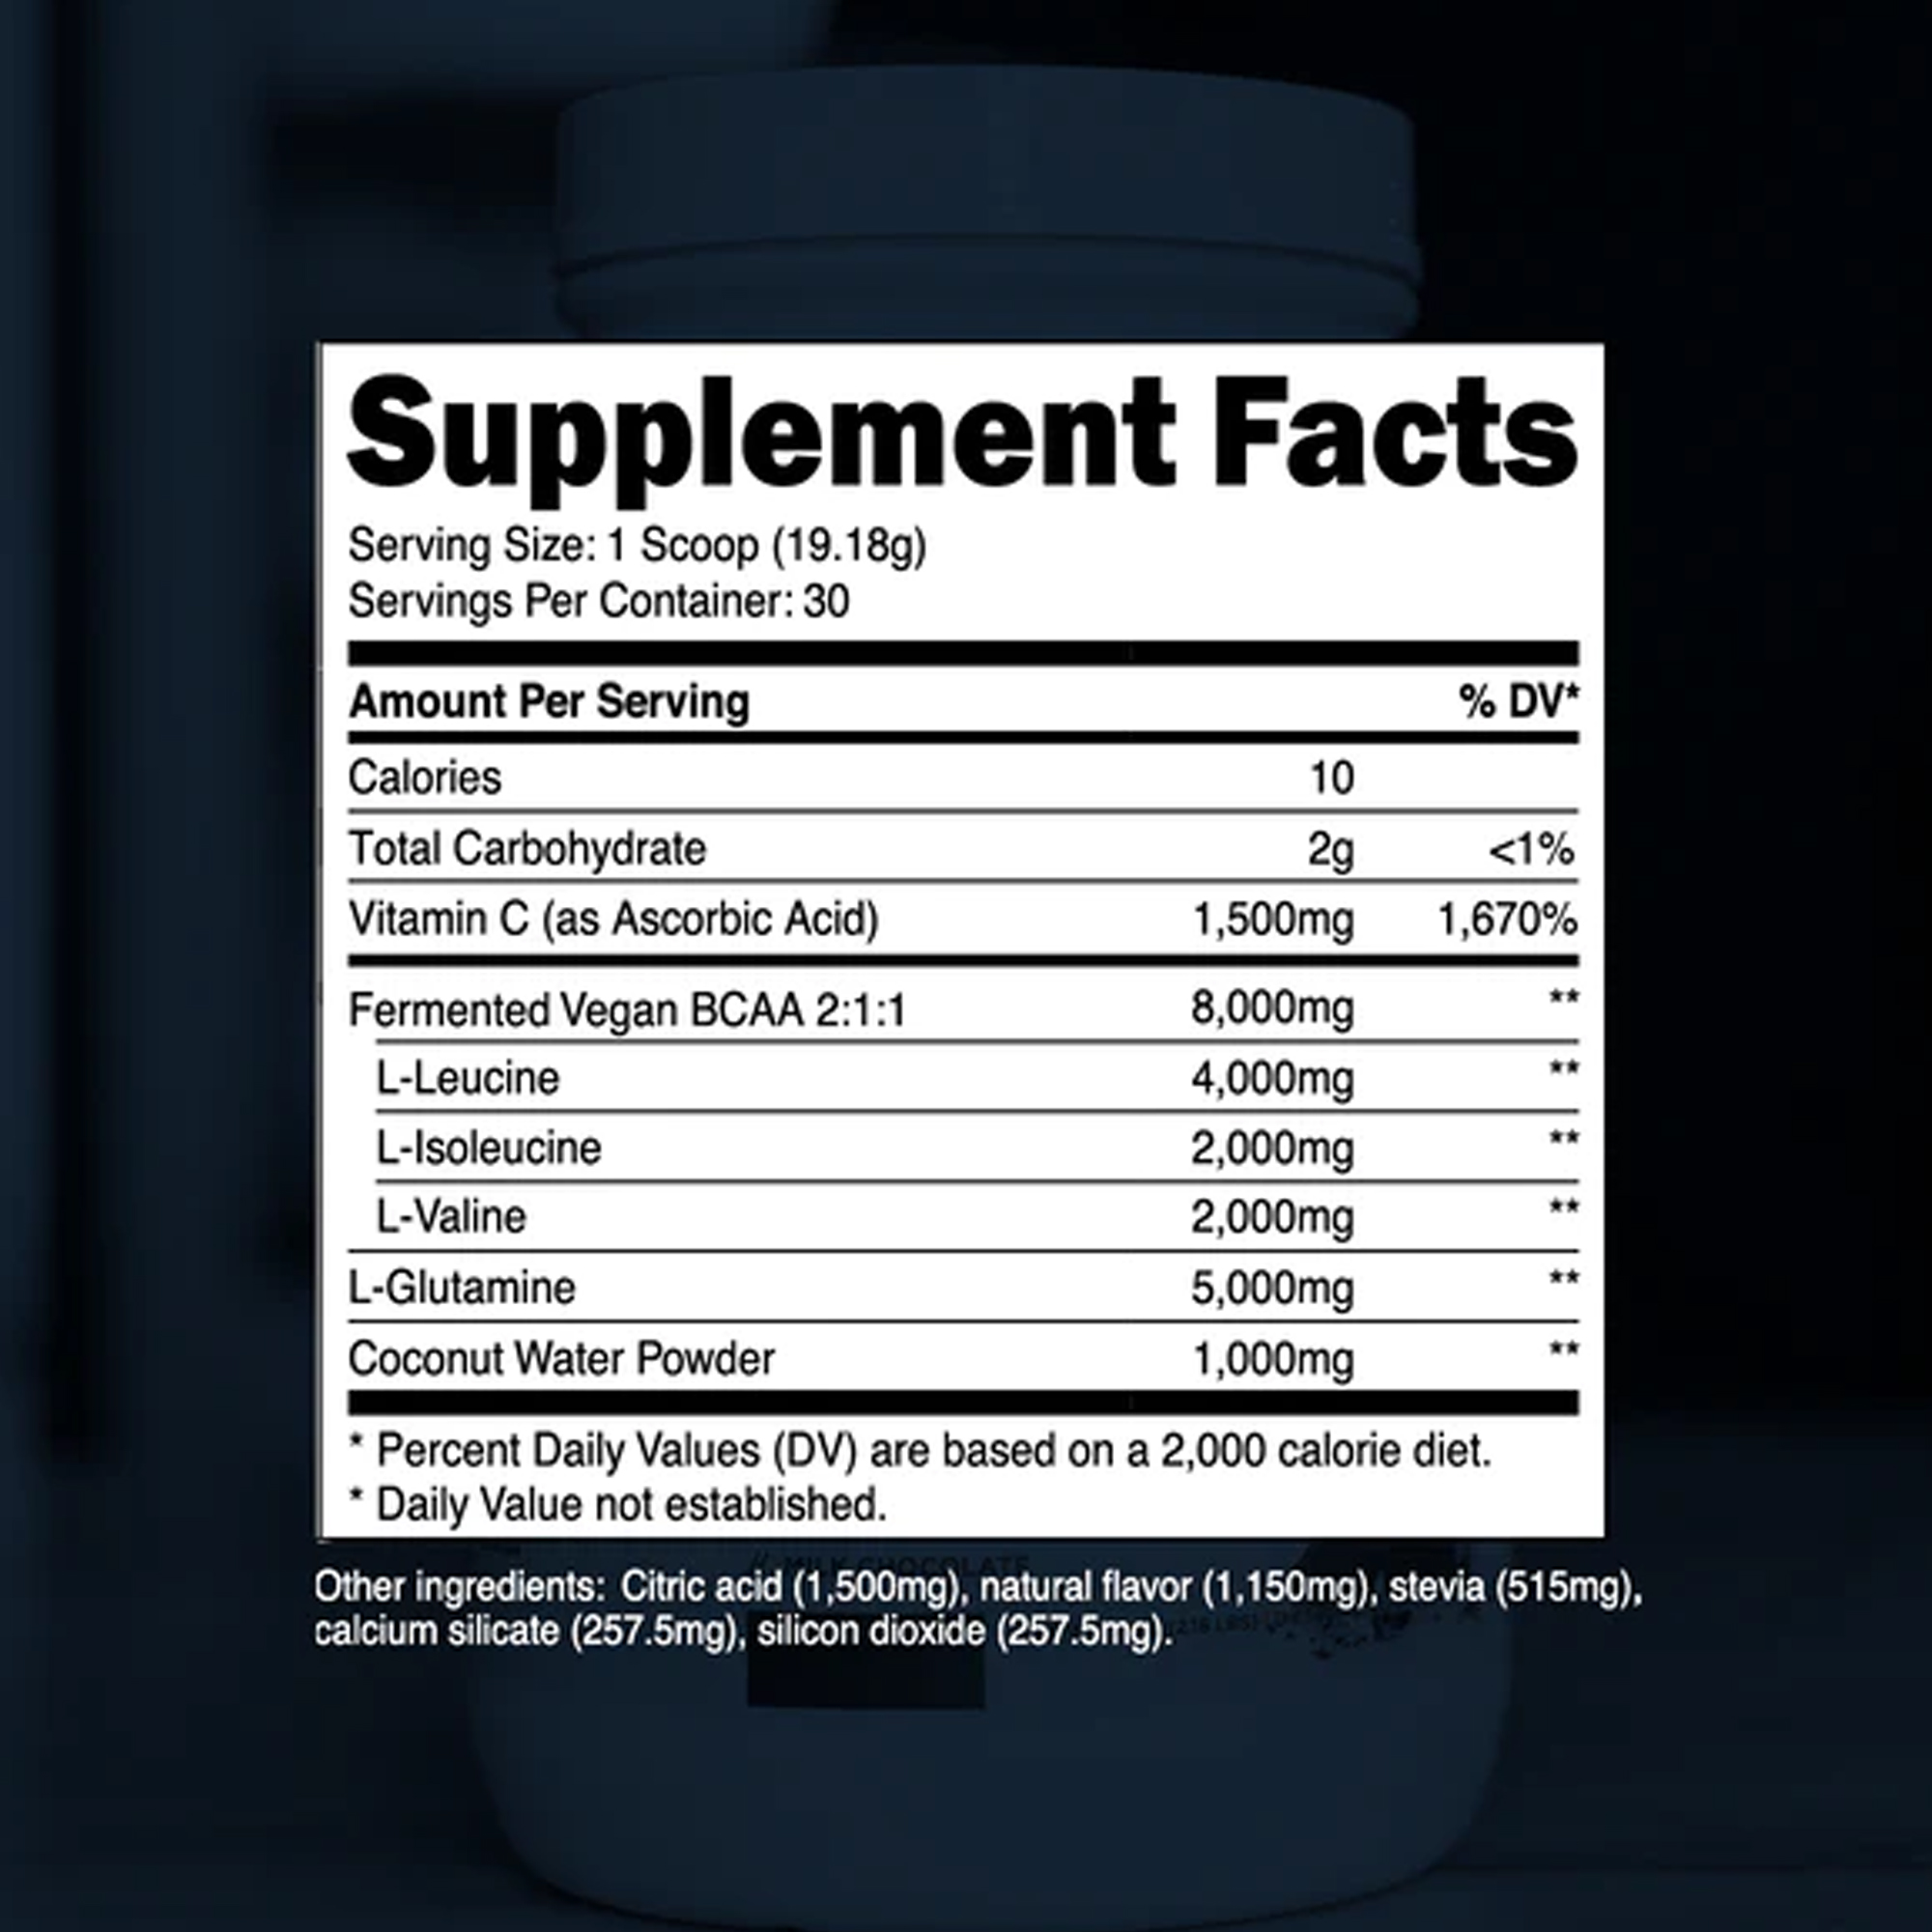 Supplement Facts
Serving Size: 1 Scoop (19.18g)
Servings Per Container: 30
Amount Per Serving % DV*
Calories 10
Total Carbohydrate 2g <1%
Vitamin C (as Ascorbic Acid) 1,500mg 1,670%
Fermented Vegan BCAA 2:1:1 8,000mg **
L-Leucine 4,000mg **
L-Isoleucine 2,000mg **
L-Valine 2,000mg **
L-Glutamine 5,000mg **
Coconut Water Powder 1,000mg **
* Percent Daily Values (DV) are based on a 2,000 calorie diet.
* Daily Value not established.
MILK CHOCOLATE
Other ingredients: Citric acid (1,500mg), natural flavor (1,150mg), stevia (515mg),
calcium silicate (257.5mg), silicon dioxide (257.5mg).